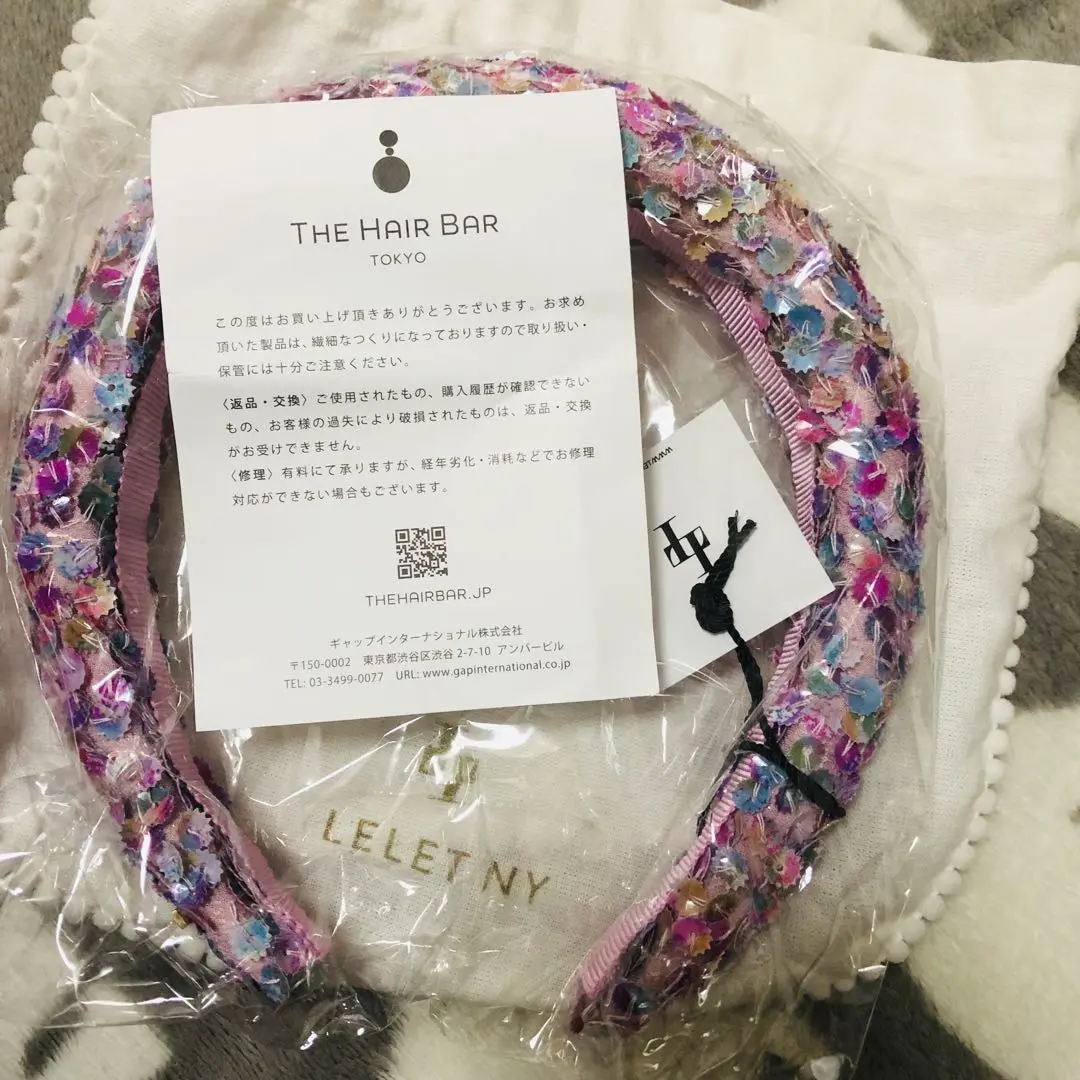 THE HAIR BAR
TOKYO
この度はお買い上げ頂きありがとうございます。お求め
頂いた製品は、繊細なつくりになっておりますので取り扱い・
保管には十分ご注意ください。
〈返品・交換〉ご使用されたもの、購入履歴が確認できない
もの、お客様の過失により破損されたものは、返品・交換
がお受けできません。
〈修理〉有料にて承りますが、経年劣化・消耗などでお修理
対応ができない場合もございます。
THEHAIRBAR.JP
ギャップインターナショナル株式会社
〒150-0002 東京都渋谷区渋谷 2-7-10 アンバービル
TEL: 03-3499-0077 URL: www.gapinternational.co.jp
LELET NY